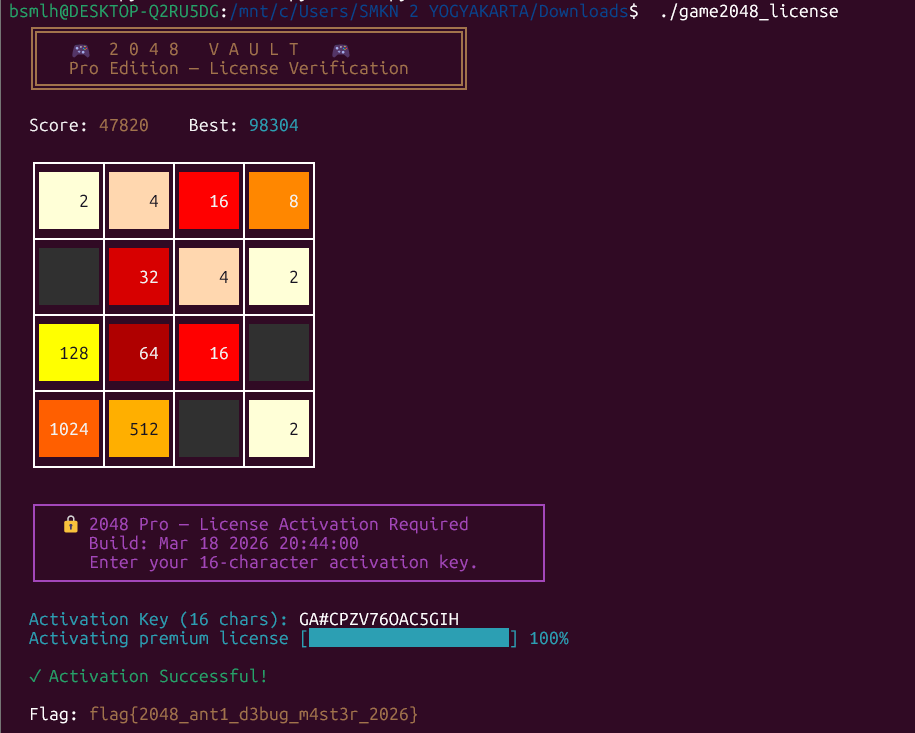 bsmlh@DESKTOP-Q2RU5DG:/mnt/c/Users/SMKN 2 YOGYAKARTA/Downloads$ ./game2048_license
🎮 2 0 4 8 V A U L T 🎮
Pro Edition — License Verification
Score: 47820 Best: 98304
2 4 16 8
32 4 2
128 64 16
1024 512 2
🔒 2048 Pro — License Activation Required
Build: Mar 18 2026 20:44:00
Enter your 16-character activation key.
Activation Key (16 chars): GA#CPZV76OAC5GIH
Activating premium license [████████████████████] 100%
✓ Activation Successful!
Flag: flag{2048_ant1_d3bug_m4st3r_2026}